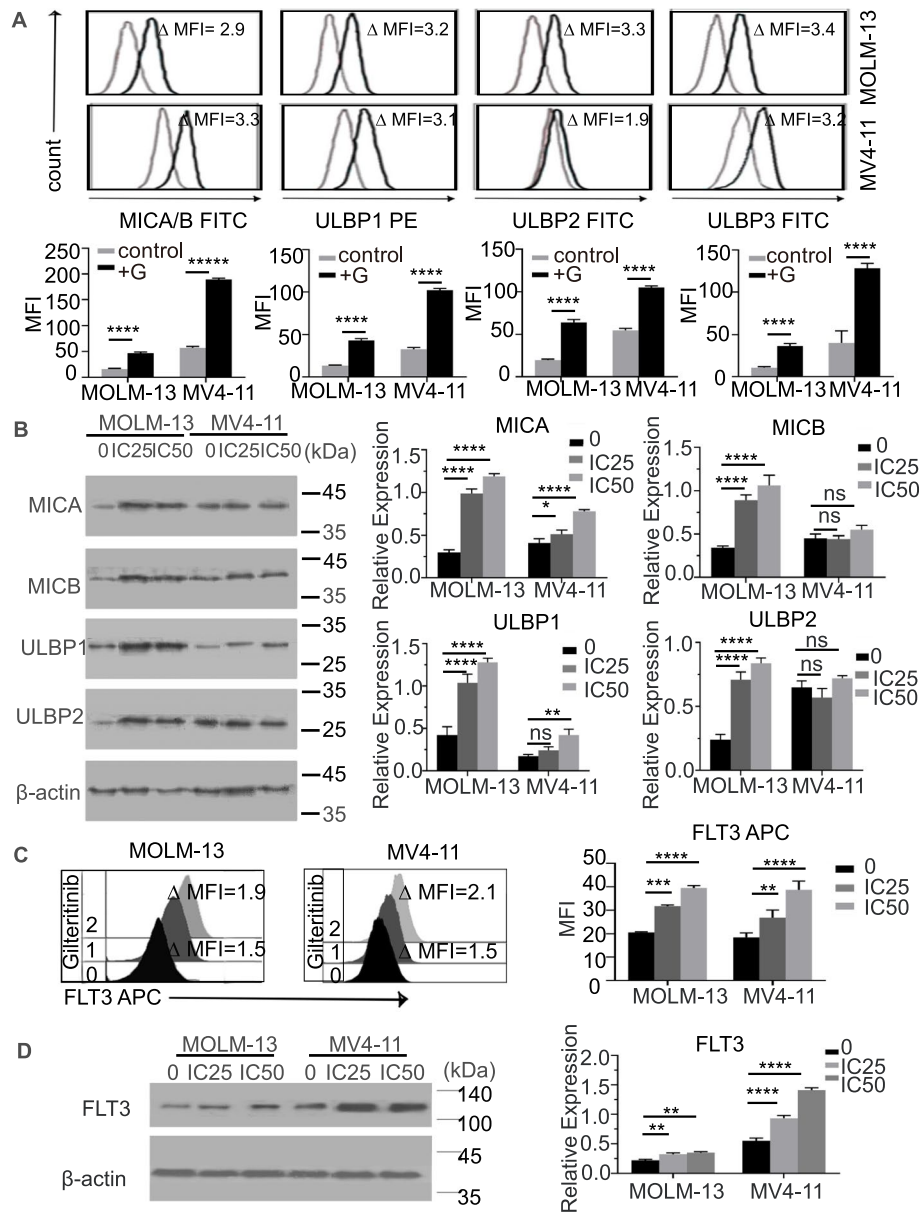 A
count
Δ MFI= 2.9
Δ MFI=3.2
Δ MFI=3.3
Δ MFI=3.4
MOLM-13
Δ MFI=3.3
Δ MFI=3.1
Δ MFI=1.9
Δ MFI=3.2
MV4-11
MICA/B FITC
ULBP1 PE
ULBP2 FITC
ULBP3 FITC
MFI
250
200
150
100
50
0
control
+G
****
*****
MOLM-13 MV4-11
MFI
150
100
50
0
control
+G
****
****
MOLM-13 MV4-11
MFI
150
100
50
0
control
+G
****
****
MOLM-13 MV4-11
MFI
150
100
50
0
control
+G
****
****
MOLM-13 MV4-11
B
MOLM-13 MV4-11
0 IC25 IC50 0 IC25 IC50 (kDa)
MICA
45
35
MICB
45
35
ULBP1
35
25
ULBP2
35
25
β-actin
45
35
MICA
Relative Expression
1.5
1.0
0.5
0.0
****
****
****
*
0
IC25
IC50
MOLM-13 MV4-11
MICB
Relative Expression
1.5
1.0
0.5
0.0
****
****
ns
ns
0
IC25
IC50
MOLM-13 MV4-11
ULBP1
Relative Expression
1.5
1.0
0.5
0.0
****
****
**
ns
0
IC25
IC50
MOLM-13 MV4-11
ULBP2
Relative Expression
1.0
0.5
0.0
****
****
ns
ns
0
IC25
IC50
MOLM-13 MV4-11
C
MOLM-13
Gilteritinib
2
1
0
Δ MFI=1.9
Δ MFI=1.5
MV4-11
Gilteritinib
2
1
0
Δ MFI=2.1
Δ MFI=1.5
FLT3 APC
FLT3 APC
MFI
50
40
30
20
10
0
****
***
****
**
0
IC25
IC50
MOLM-13 MV4-11
D
MOLM-13 MV4-11
0 IC25 IC50 0 IC25 IC50 (kDa)
FLT3
140
100
β-actin
45
35
FLT3
Relative Expression
2.0
1.5
1.0
0.5
0.0
**
**
****
****
0
IC25
IC50
MOLM-13 MV4-11